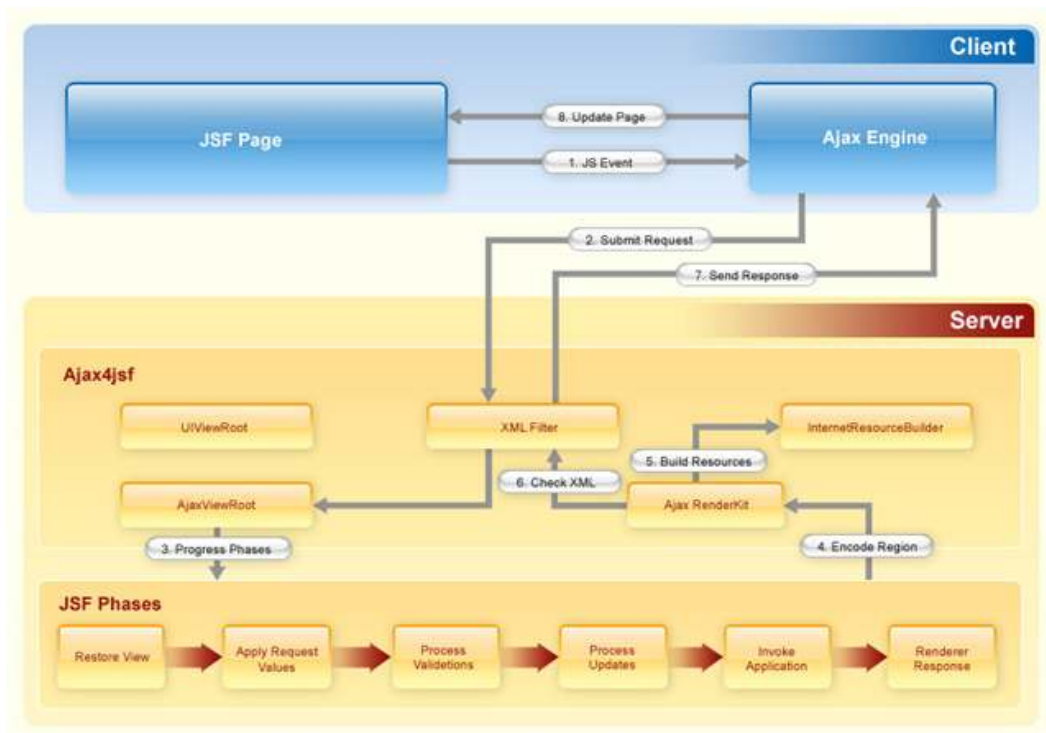 Client
JSF Page
8. Update Page
1. JS Event
Ajax Engine
2. Submit Request
7. Send Response
Server
Ajax4jsf
UIViewRoot
XML Filter
InternetResourceBuilder
5. Build Resources
6. Check XML
AjaxViewRoot
Ajax RenderKit
3. Progress Phases
4. Encode Region
JSF Phases
Restore View
Apply Request
Values
Process
Validetions
Process
Updates
Invoke
Application
Renderer
Response